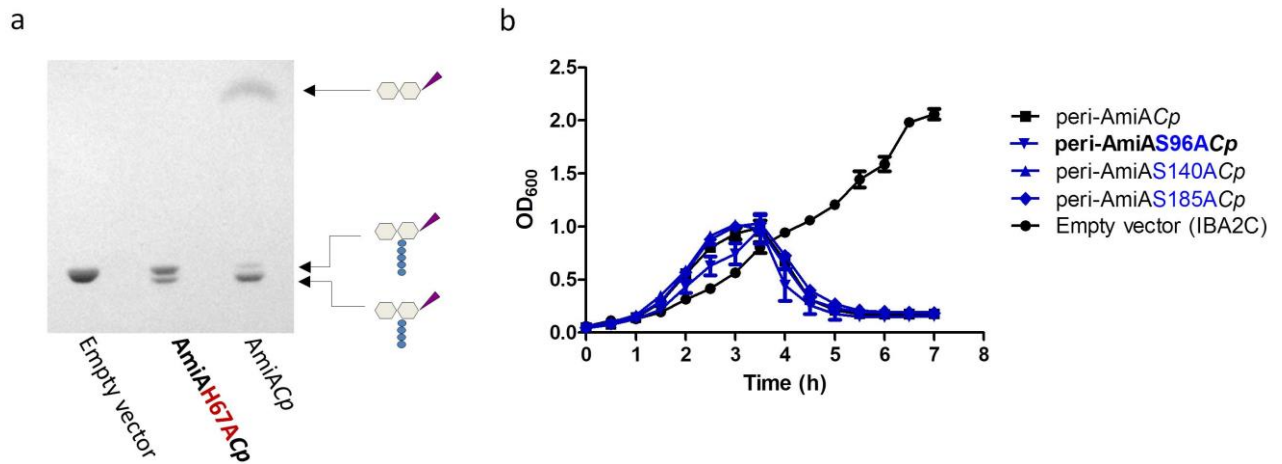 a
Empty vector
AmiAH67ACp
AmiACp
b
OD600
2.5
2.0
1.5
1.0
0.5
0.0
0 1 2 3 4 5 6 7 8
Time (h)
peri-AmiACp
peri-AmiAS96ACp
peri-AmiAS140ACp
peri-AmiAS185ACp
Empty vector (IBA2C)